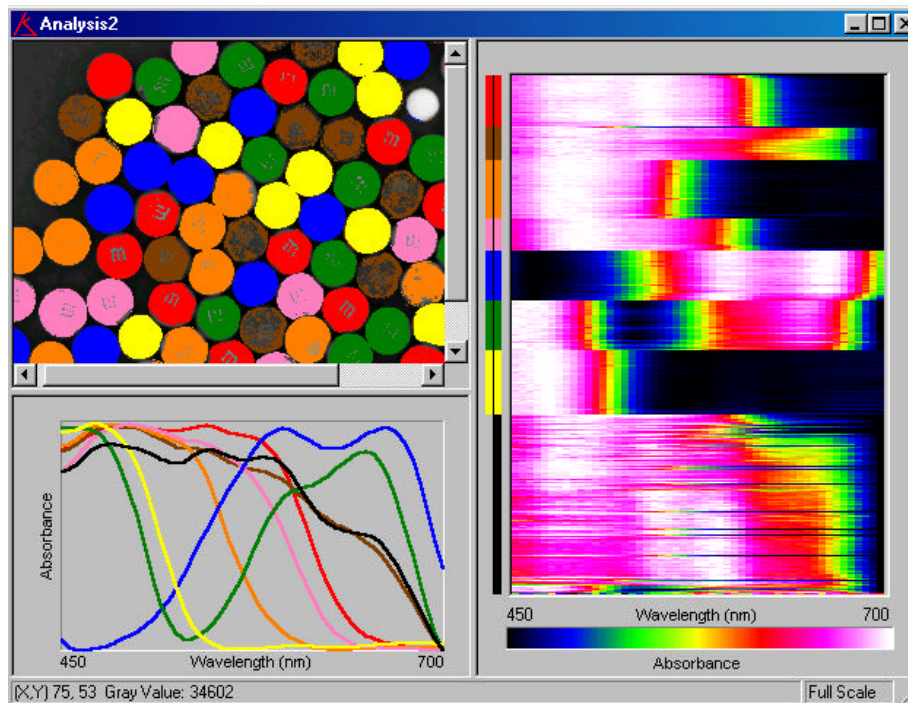 Analysis2
m
m
m
m
m
m
m
m
m
Absorbance
450 Wavelength (nm) 700
450 Wavelength (nm) 700
Absorbance
(X,Y) 75, 53 Gray Value: 34602
Full Scale